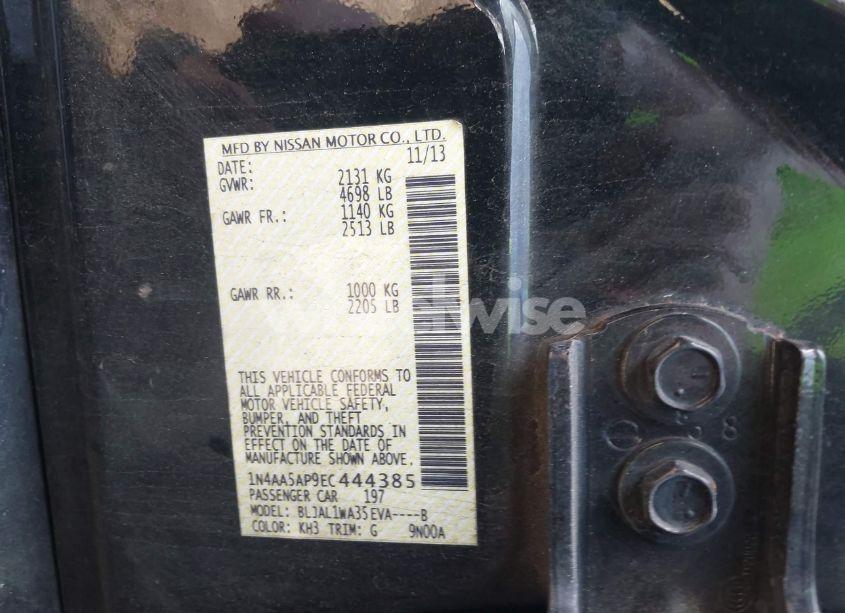 MFD BY NISSAN MOTOR CO., LTD.
DATE: 11/13
GVWR: 2131 KG
4698 LB
GAWR FR.: 1140 KG
2513 LB
GAWR RR.: 1000 KG
2205 LB
THIS VEHICLE CONFORMS TO
ALL APPLICABLE FEDERAL
MOTOR VEHICLE SAFETY,
BUMPER, AND THEFT
PREVENTION STANDARDS IN
EFFECT ON THE DATE OF
MANUFACTURE SHOWN ABOVE.
1N4AA5AP9EC444385
PASSENGER CAR 197
MODEL: BLJAL1WA35EVA----B
COLOR: KH3 TRIM: G 9N00A